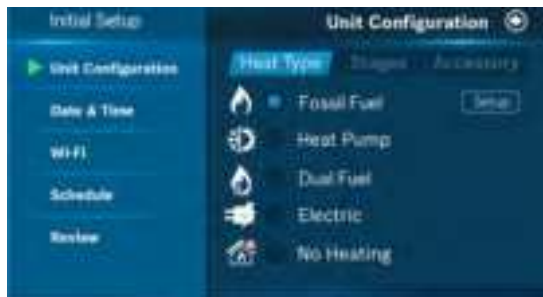 Initial Setup
Unit Configuration
Unit Configuration
Date & Time
Wi-Fi
Schedule
Review
Heat Type Stages Accessory
Fossil Fuel Setup
Heat Pump
Dual Fuel
Electric
No Heating